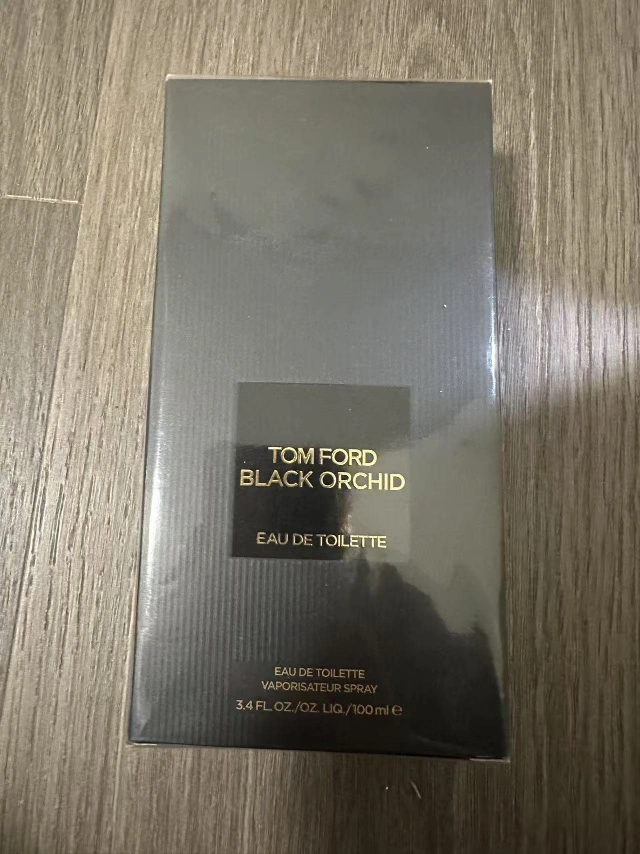 TOM FORD
BLACK ORCHID
EAU DE TOILETTE
EAU DE TOILETTE
VAPORISATEUR SPRAY
3.4 FL. OZ./OZ. LIQ./100 ml ℮